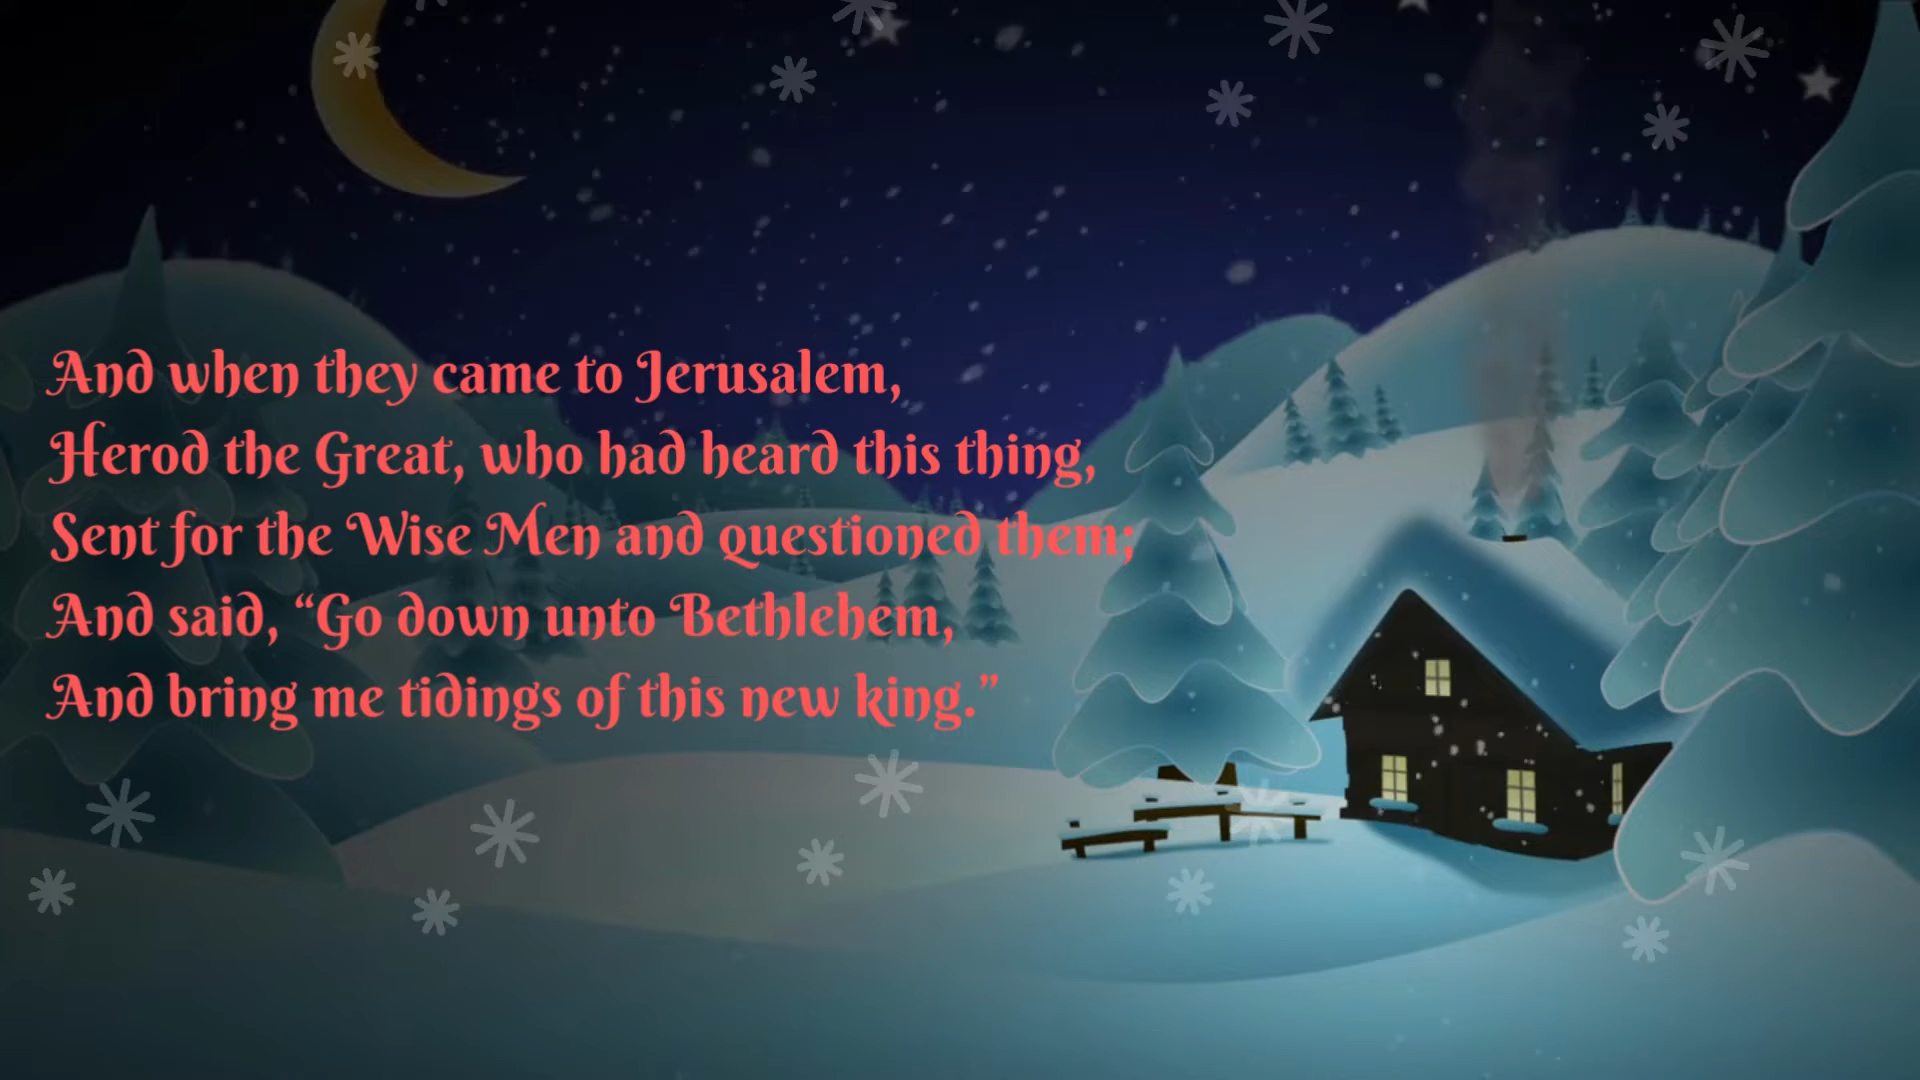 And when they came to Jerusalem,
Herod the Great, who had heard this thing,
Sent for the Wise Men and questioned them;
And said, “Go down unto Bethlehem,
And bring me tidings of this new king.”